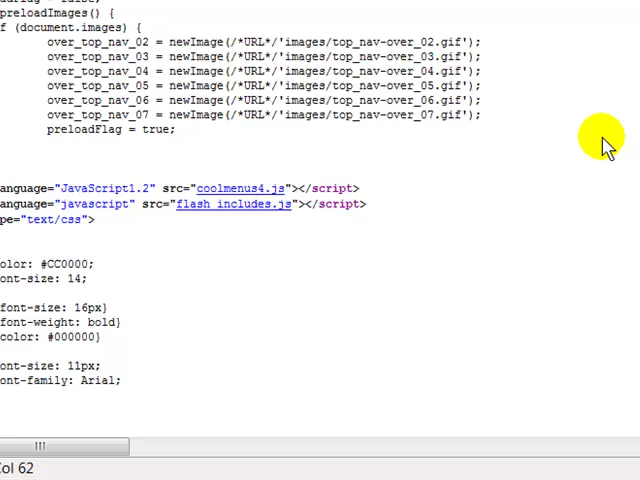 preloadImages() {
f (document.images) {
over_top_nav_02 = newImage(/*URL*/'images/top_nav-over_02.gif');
over_top_nav_03 = newImage(/*URL*/'images/top_nav-over_03.gif');
over_top_nav_04 = newImage(/*URL*/'images/top_nav-over_04.gif');
over_top_nav_05 = newImage(/*URL*/'images/top_nav-over_05.gif');
over_top_nav_06 = newImage(/*URL*/'images/top_nav-over_06.gif');
over_top_nav_07 = newImage(/*URL*/'images/top_nav-over_07.gif');
preloadFlag = true;
anguage="JavaScript1.2" src="coolmenus4.js"></script>
anguage="javascript" src="flash_includes.js"></script>
pe="text/css">
olor: #CC0000;
ont-size: 14;
font-size: 16px}
font-weight: bold}
color: #000000}
ont-size: 11px;
ont-family: Arial;
Col 62